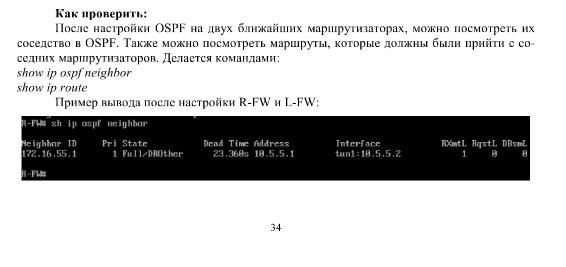 Как проверить:
После настройки OSPF на двух ближайших маршрутизаторах, можно посмотреть их
соседство в OSPF. Также можно посмотреть маршруты, которые должны были прийти с со-
седних маршрутизаторов. Делается командами:
show ip ospf neighbor
show ip route
Пример вывода после настройки R-FW и L-FW:
R-FW# sh ip ospf neighbor
Neighbor ID Pri State Dead Time Address Interface RXmtL RqstL DBsmL
172.16.55.1 1 Full/DROther 23.360s 10.5.5.1 tun1:10.5.5.2 1 0 0
R-FW#
34